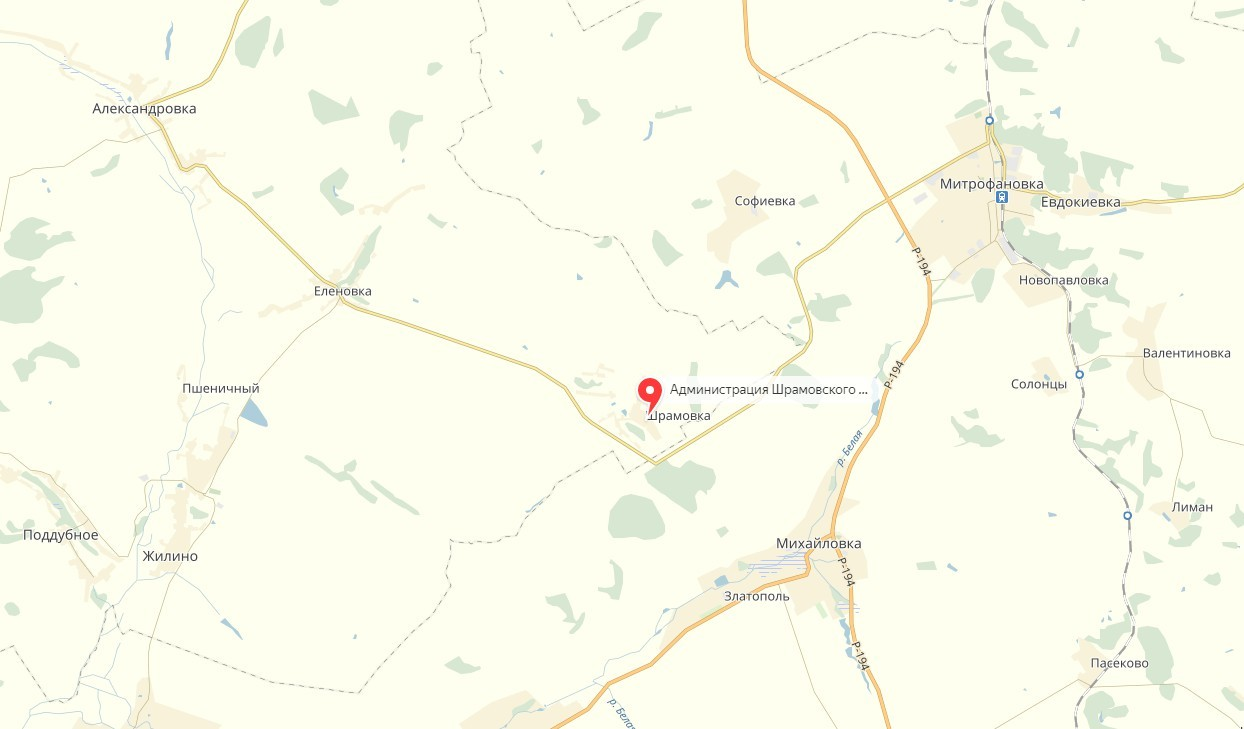 Александровка
Митрофановка
Софиевка
Евдокиевка
Р-194
Новопавловка
Еленовка
Валентиновка
Р-194
Пшеничный
Солонцы
Администрация Шрамовского ...
Шрамовка
р. Белая
Лиман
Поддубное
Михайловка
Жилино
Р-194
Златополь
Р-194
Пасеково
р. Белая